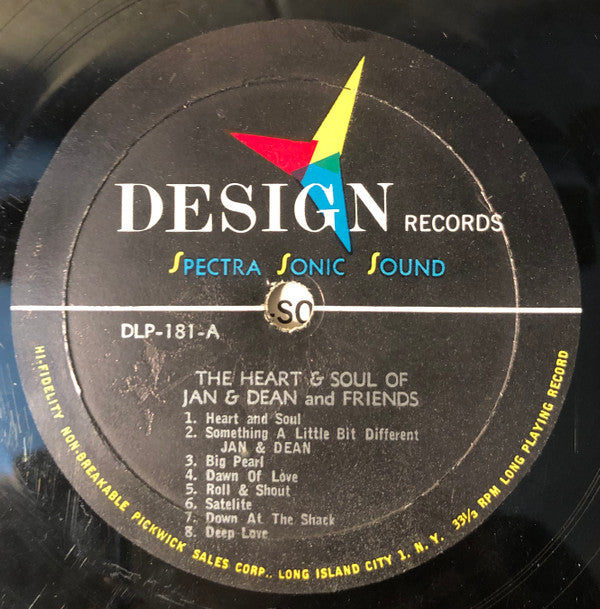 DESIGN RECORDS
SPECTRA SONIC SOUND
-SO
DLP-181-A
THE HEART & SOUL OF
JAN & DEAN and FRIENDS
1. Heart and Soul
2. Something A Little Bit Different
JAN & DEAN
3. Big Pearl
4. Dawn Of Love
5. Roll & Shout
6. Satelite
7. Down At The Shack
8. Deep Love
HI-FIDELITY NON-BREAKABLE PICKWICK SALES CORP., LONG ISLAND CITY 1, N. Y. 33⅓ RPM LONG PLAYING RECORD